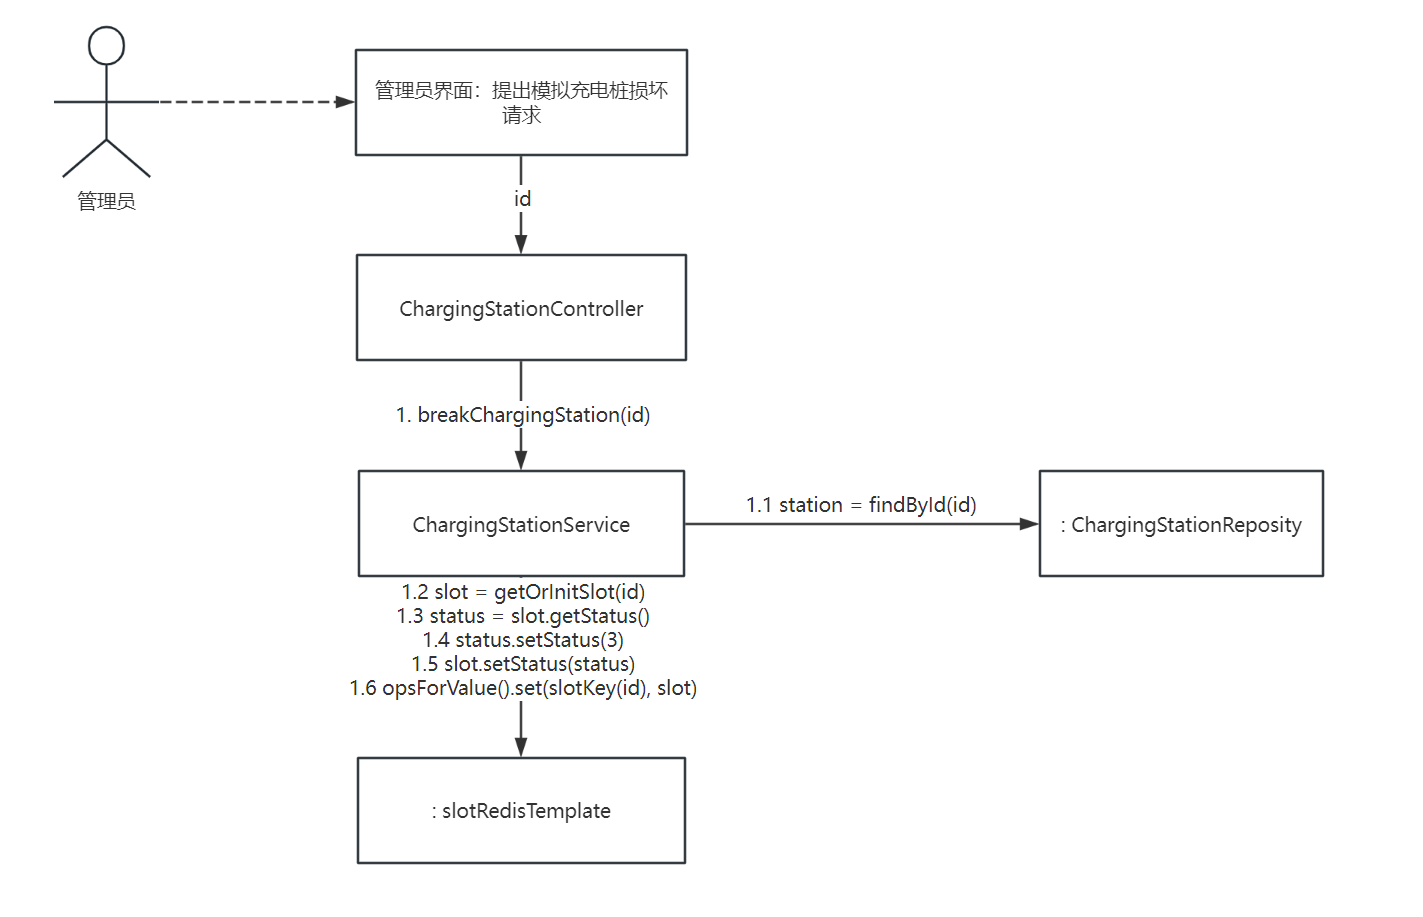 管理员界面：提出模拟充电桩损坏
请求
管理员
id
ChargingStationController
1. breakChargingStation(id)
ChargingStationService
1.1 station = findById(id)
: ChargingStationReposity
1.2 slot = getOrInitSlot(id)
1.3 status = slot.getStatus()
1.4 status.setStatus(3)
1.5 slot.setStatus(status)
1.6 opsForValue().set(slotKey(id), slot)
: slotRedisTemplate